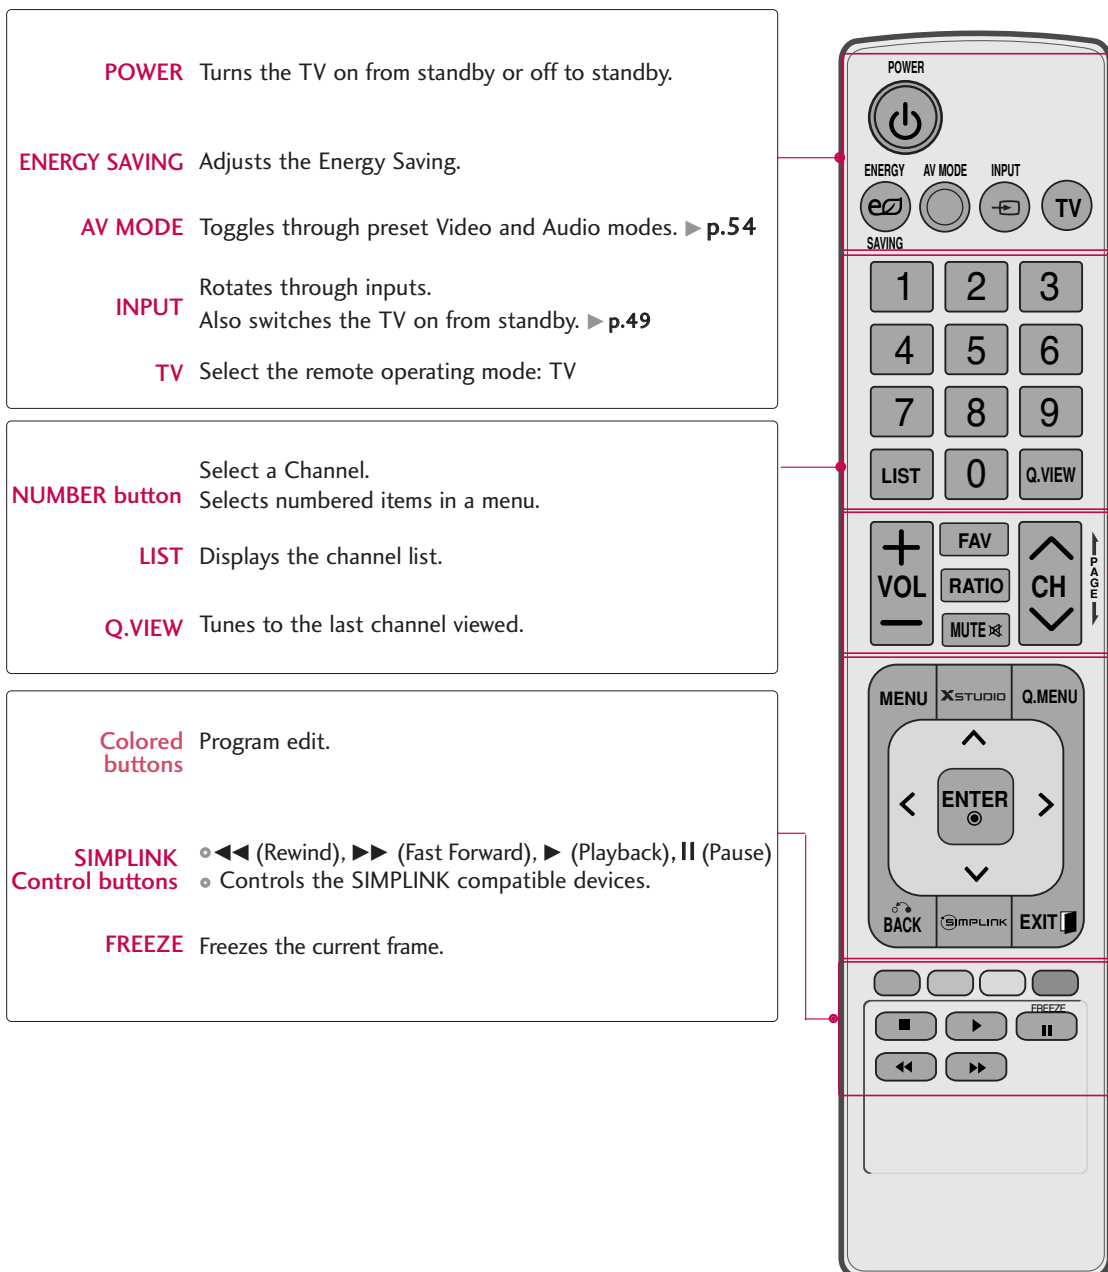 POWER Turns the TV on from standby or off to standby.
ENERGY SAVING Adjusts the Energy Saving.
AV MODE Toggles through preset Video and Audio modes. ▶ p.54
INPUT Rotates through inputs.
Also switches the TV on from standby. ▶ p.49
TV Select the remote operating mode: TV
NUMBER button Select a Channel.
Selects numbered items in a menu.
LIST Displays the channel list.
Q.VIEW Tunes to the last channel viewed.
Colored buttons Program edit.
SIMPLINK Control buttons ◀◀ (Rewind), ▶▶ (Fast Forward), ▶ (Playback), II (Pause)
Controls the SIMPLINK compatible devices.
FREEZE Freezes the current frame.
POWER
ENERGY AV MODE INPUT
TV
SAVING
1 2 3
4 5 6
7 8 9
LIST 0 Q.VIEW
+ FAV
VOL RATIO CH
PAGE
- MUTE
MENU XSTUDIO Q.MENU
ENTER
BACK SIMPLINK EXIT
FREEZE